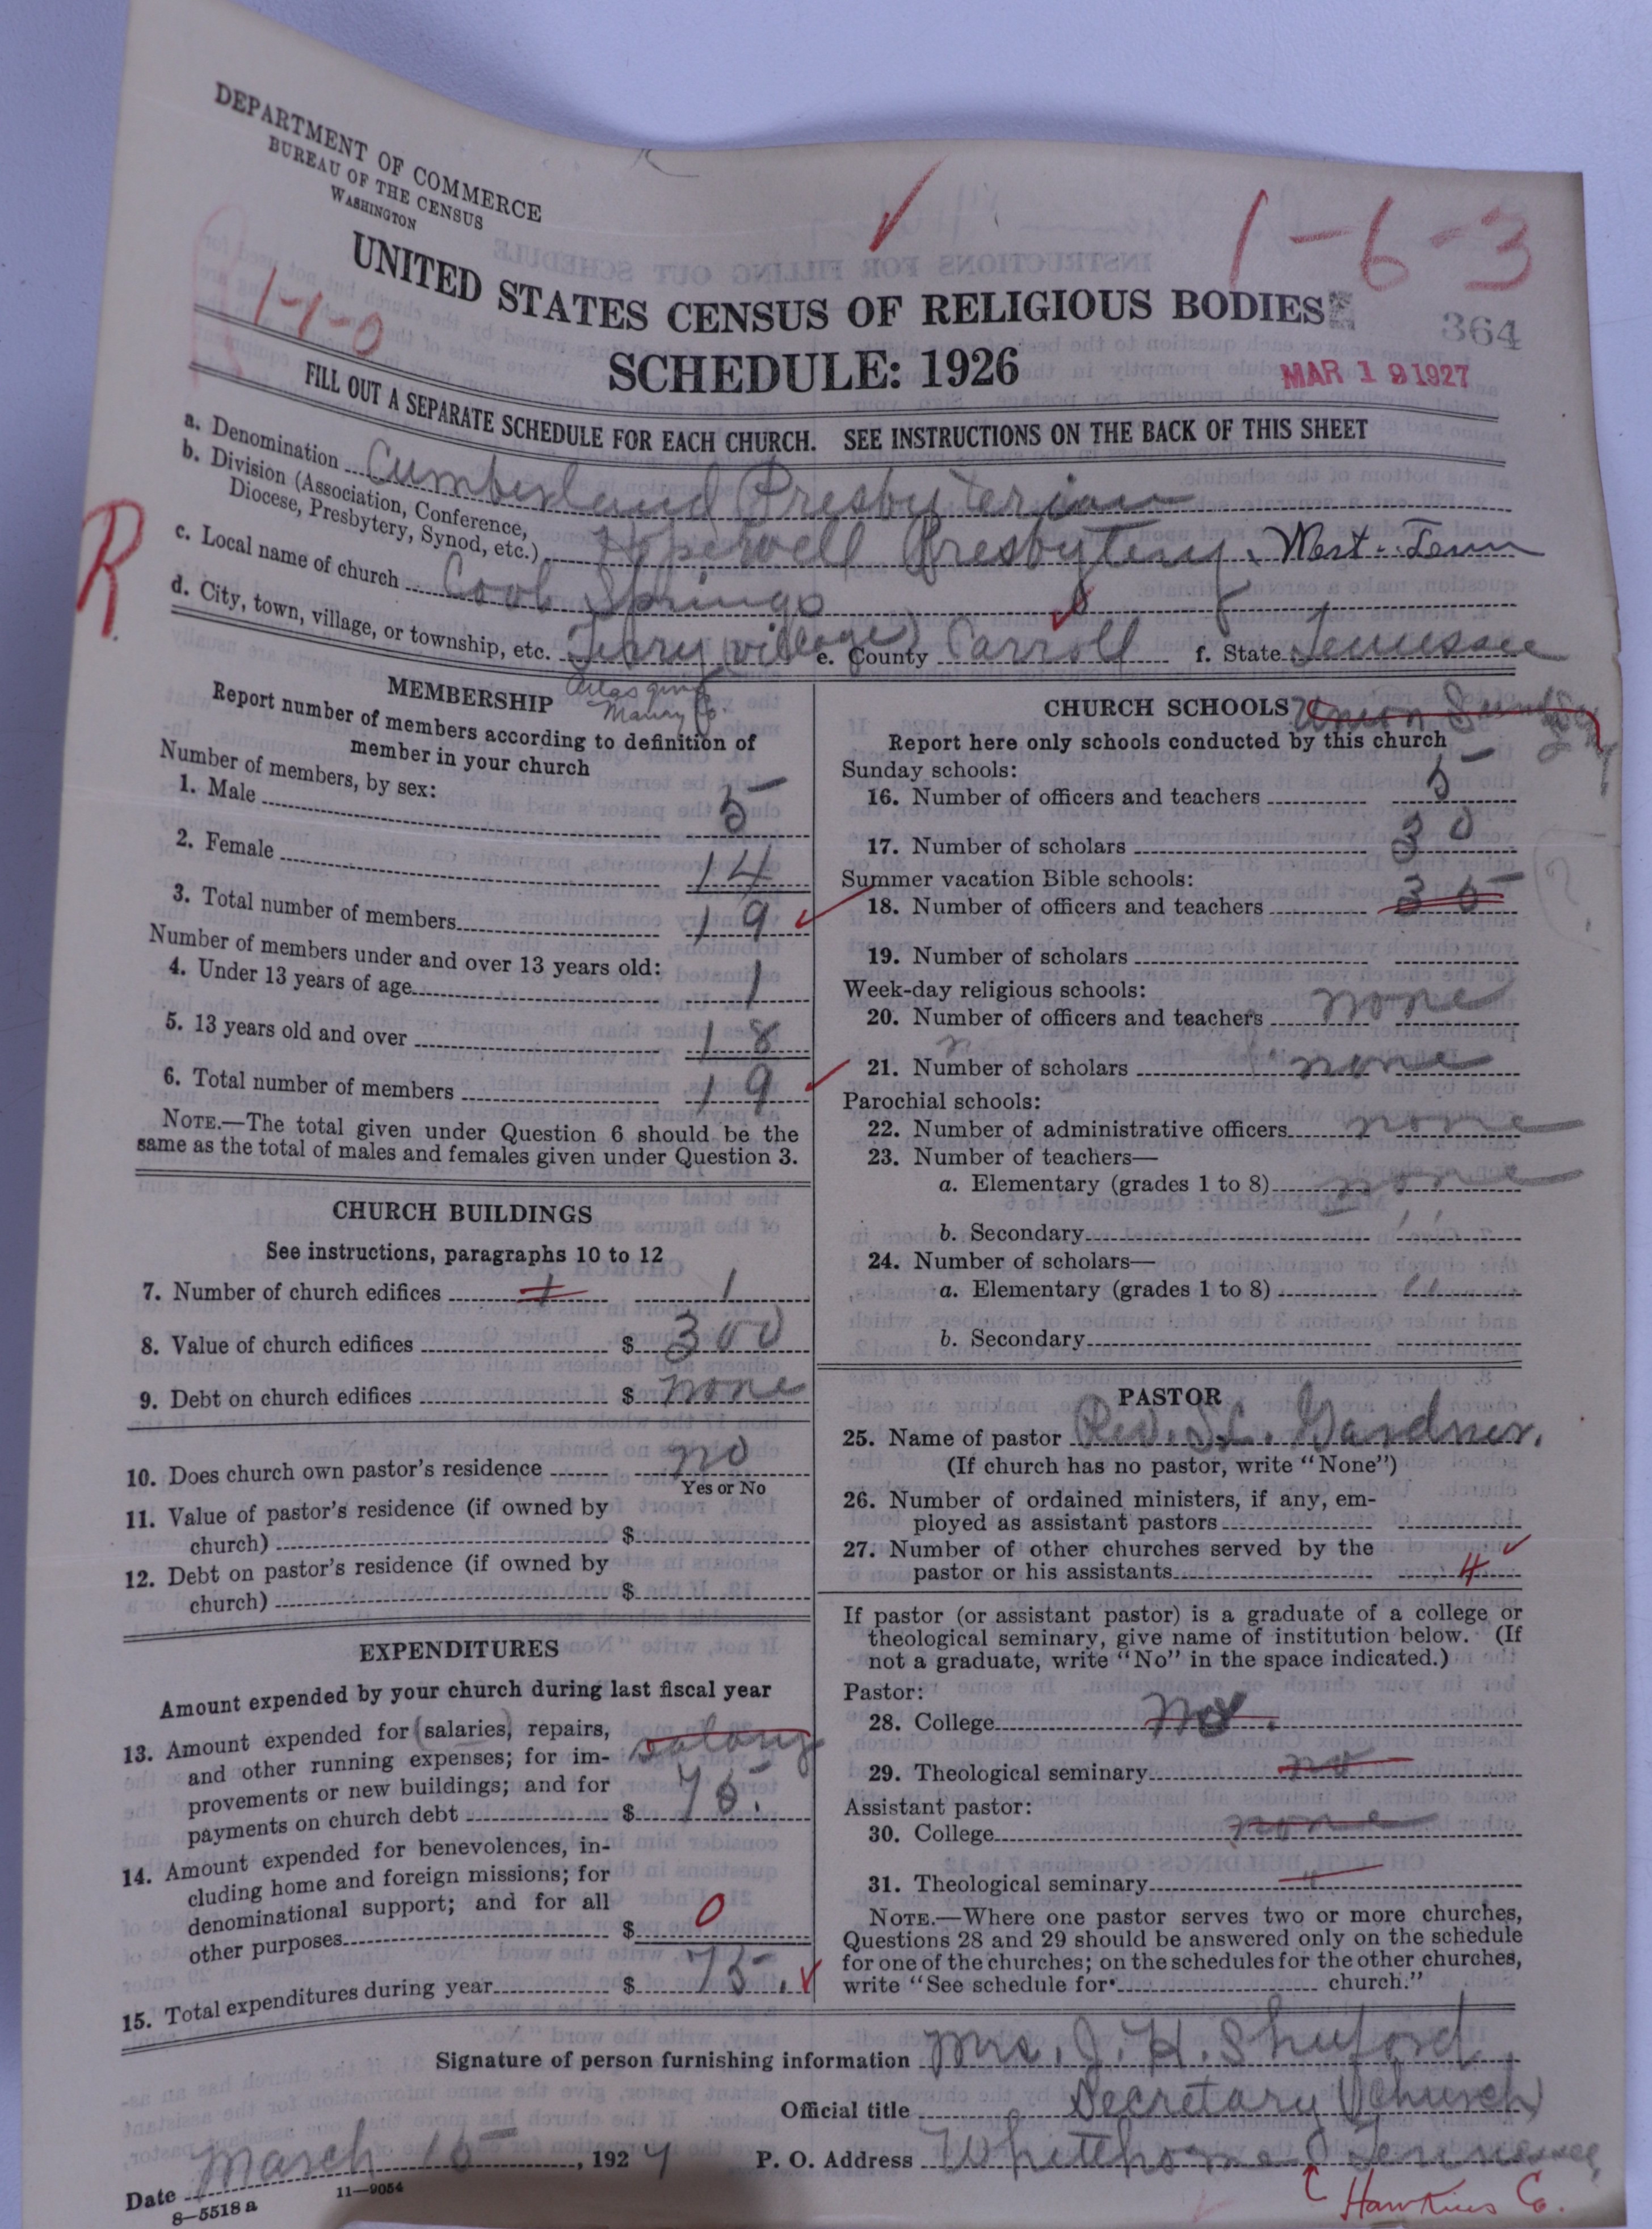 DEPARTMENT OF COMMERCE
BUREAU OF THE CENSUS
WASHINGTON
1-6-3
UNITED STATES CENSUS OF RELIGIOUS BODIES
364
1-1-0
SCHEDULE: 1926
MAR 19 1927
FILL OUT A SEPARATE SCHEDULE FOR EACH CHURCH. SEE INSTRUCTIONS ON THE BACK OF THIS SHEET
a. Denomination Cumberland Presbyterian
b. Division (Association, Conference, Diocese, Presbytery, Synod, etc.) Hopewell Presbytery. West. Tenn
R
c. Local name of church Cool Springs
d. City, town, village, or township, etc. Terry (village) e. County Carroll f. State Tennessee
MEMBERSHIP
Maury Co.
Report number of members according to definition of
member in your church
Number of members, by sex:
1. Male 5
2. Female 14
3. Total number of members 19
Number of members under and over 13 years old:
4. Under 13 years of age 1
5. 13 years old and over 18
6. Total number of members 19
NOTE.—The total given under Question 6 should be the
same as the total of males and females given under Question 3.
CHURCH BUILDINGS
See instructions, paragraphs 10 to 12
7. Number of church edifices 1 1
8. Value of church edifices $ 300
9. Debt on church edifices $ none
10. Does church own pastor's residence no
Yes or No
11. Value of pastor's residence (if owned by
church) $
12. Debt on pastor's residence (if owned by
church) $
EXPENDITURES
Amount expended by your church during last fiscal year
13. Amount expended for (salaries), repairs, salary
and other running expenses; for im-
provements or new buildings; and for
payments on church debt $ 75.
14. Amount expended for benevolences, in-
cluding home and foreign missions; for
denominational support; and for all
other purposes $ 0
15. Total expenditures during year $ 75.
CHURCH SCHOOLS Union Sunday
Report here only schools conducted by this church
Sunday schools:
16. Number of officers and teachers 5
17. Number of scholars 30
Summer vacation Bible schools:
18. Number of officers and teachers 35
19. Number of scholars
Week-day religious schools:
20. Number of officers and teachers none
21. Number of scholars none
Parochial schools:
22. Number of administrative officers none
23. Number of teachers—
a. Elementary (grades 1 to 8) none
b. Secondary
24. Number of scholars—
a. Elementary (grades 1 to 8) "
b. Secondary
PASTOR
25. Name of pastor Rev. S.L. Gardner.
(If church has no pastor, write "None")
26. Number of ordained ministers, if any, em-
ployed as assistant pastors
27. Number of other churches served by the
pastor or his assistants 4
If pastor (or assistant pastor) is a graduate of a college or
theological seminary, give name of institution below. (If
not a graduate, write "No" in the space indicated.)
Pastor:
28. College no.
29. Theological seminary no
Assistant pastor:
30. College none
31. Theological seminary "
NOTE.—Where one pastor serves two or more churches,
Questions 28 and 29 should be answered only on the schedule
for one of the churches; on the schedules for the other churches,
write "See schedule for church."
Signature of person furnishing information Mrs. J. H. Shuford
Official title Secretary (Church)
Date March 15, 1927 P. O. Address Whitthorne Tennessee
8—5518 a 11—9054
Hawkins Co.